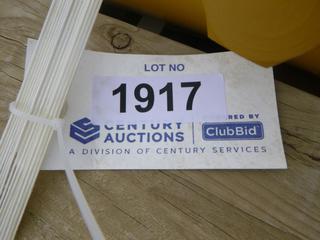 LOT NO
1917
CENTURY
AUCTIONS
ClubBid
A DIVISION OF CENTURY SERVICES